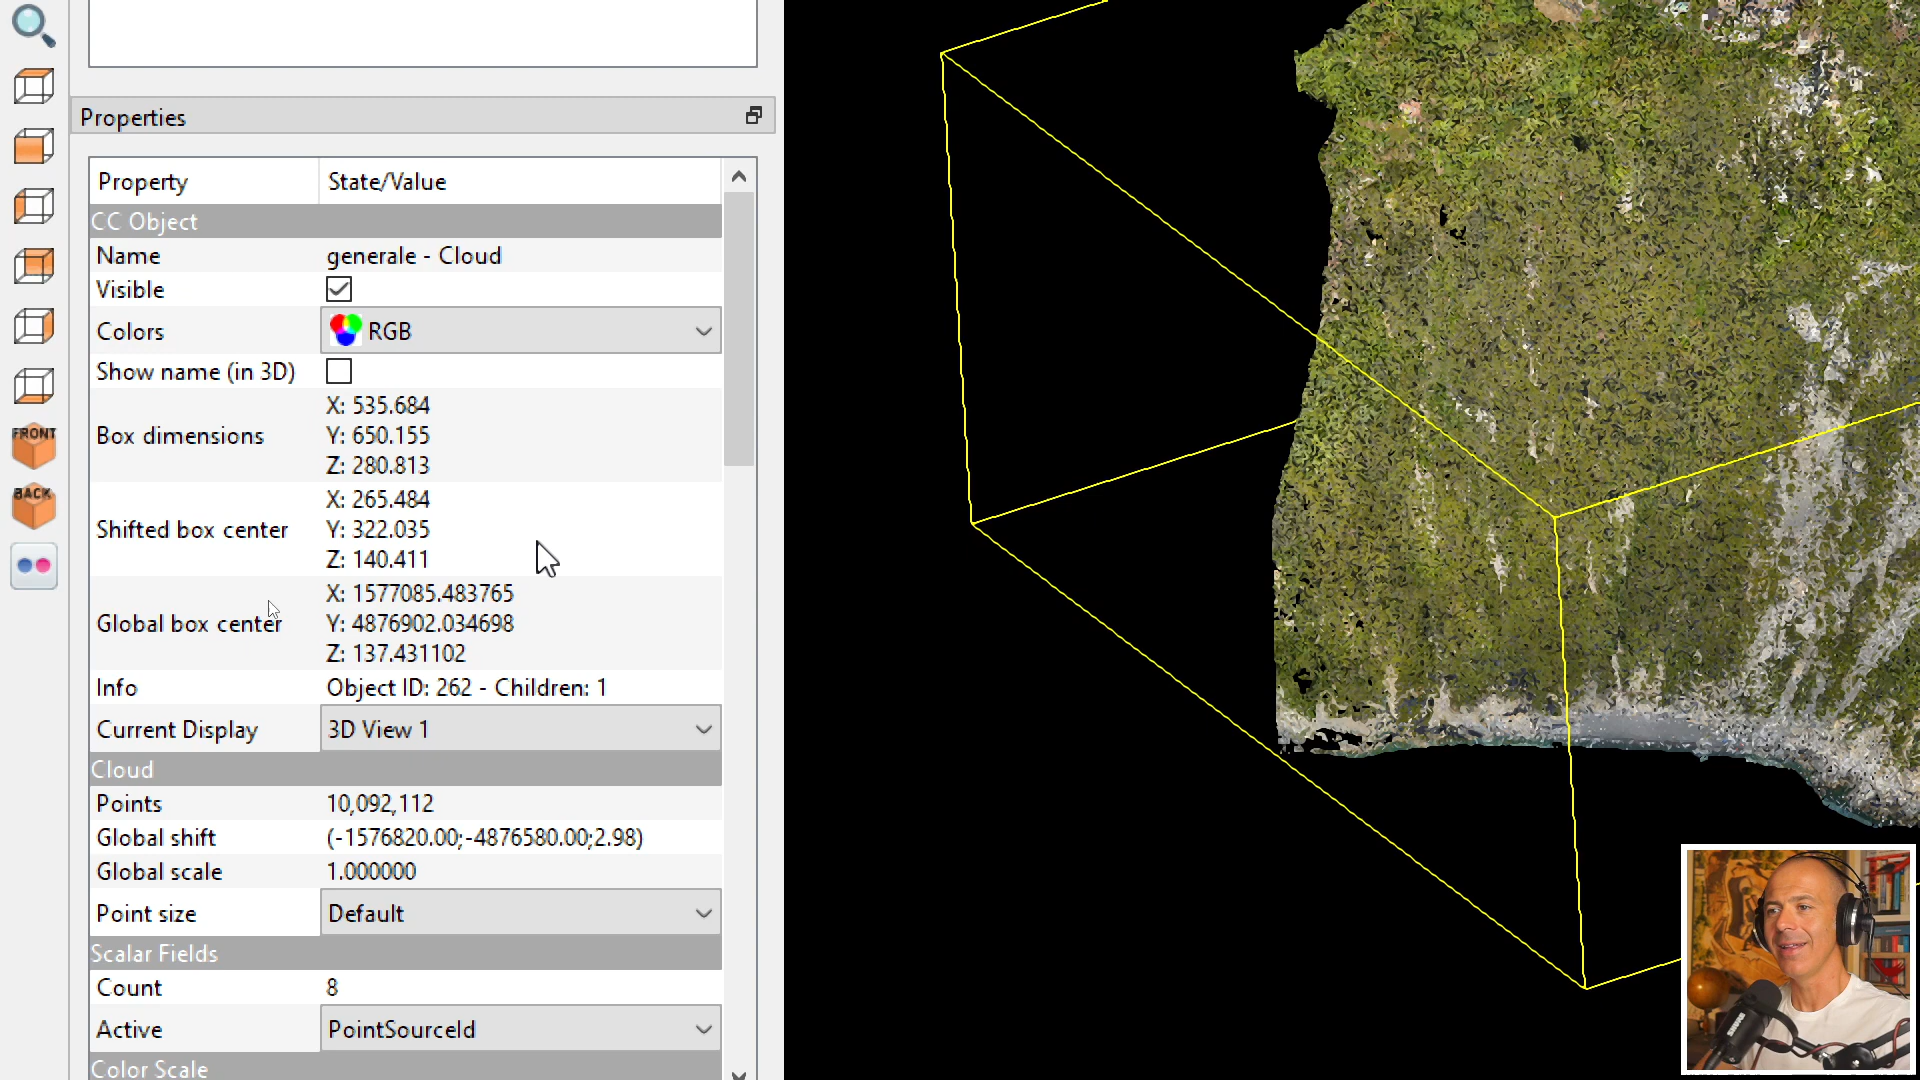 Properties
Property State/Value
CC Object
Name generale - Cloud
Visible
Colors RGB
Show name (in 3D)
Box dimensions X: 535.684
Y: 650.155
Z: 280.813
Shifted box center X: 265.484
Y: 322.035
Z: 140.411
Global box center X: 1577085.483765
Y: 4876902.034698
Z: 137.431102
Info Object ID: 262 - Children: 1
Current Display 3D View 1
Cloud
Points 10,092,112
Global shift (-1576820.00;-4876580.00;2.98)
Global scale 1.000000
Point size Default
Scalar Fields
Count 8
Active PointSourceId
Color Scale
FRONT
BACK